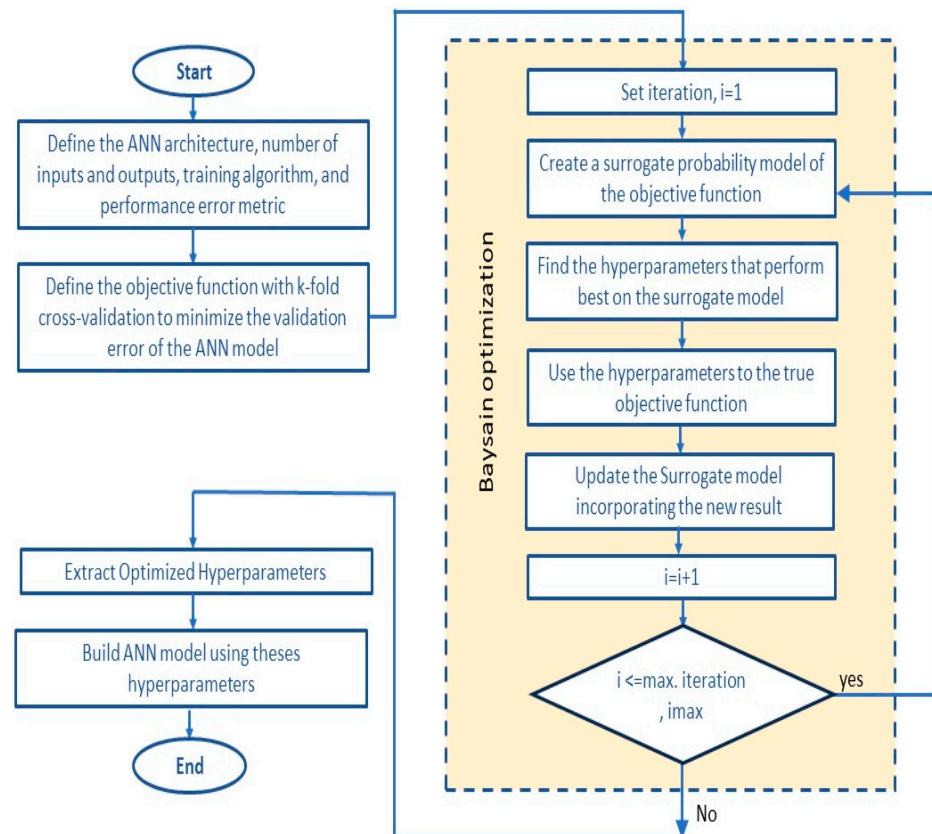 Start
Define the ANN architecture, number of
inputs and outputs, training algorithm, and
performance error metric
Define the objective function with k-fold
cross-validation to minimize the validation
error of the ANN model
Baysain optimization
Set iteration, i=1
Create a surrogate probability model of
the objective function
Find the hyperparameters that perform
best on the surrogate model
Use the hyperparameters to the true
objective function
Update the Surrogate model
incorporating the new result
i=i+1
i <=max. iteration
, imax
yes
No
Extract Optimized Hyperparameters
Build ANN model using theses
hyperparameters
End